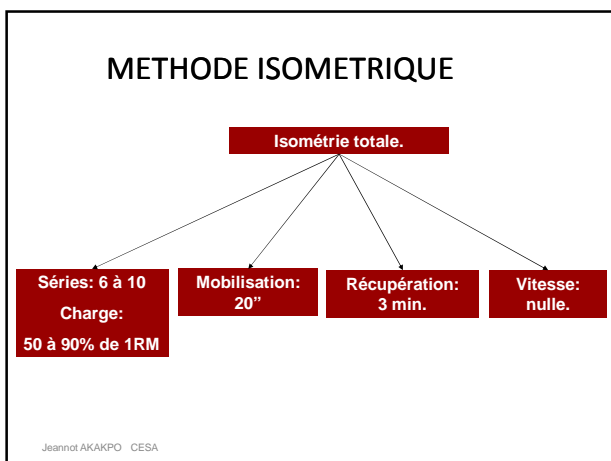 METHODE ISOMETRIQUE
Isométrie totale.
Séries: 6 à 10
Charge:
50 à 90% de 1RM
Mobilisation:
20”
Récupération:
3 min.
Vitesse:
nulle.
Jeannot AKAKPO CESA